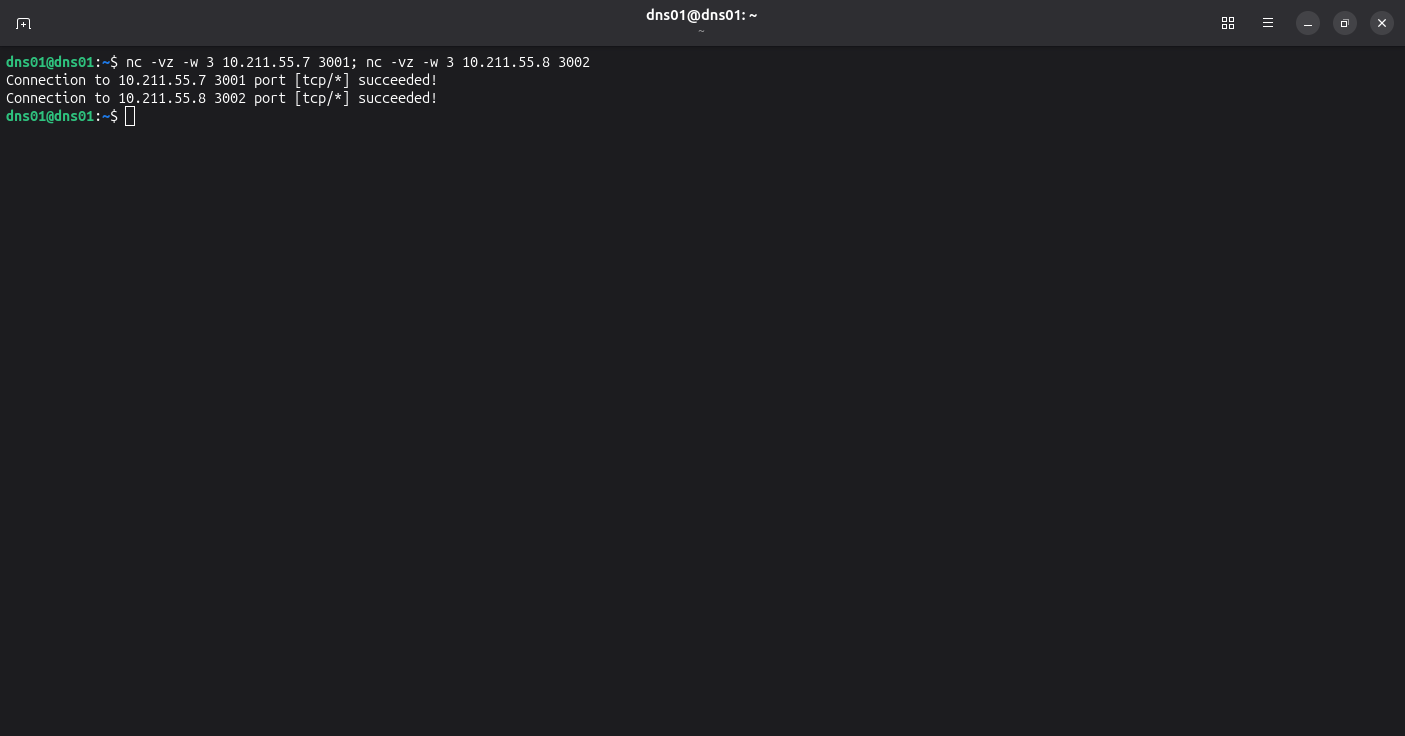 dns01@dns01: ~
~
dns01@dns01:~$ nc -vz -w 3 10.211.55.7 3001; nc -vz -w 3 10.211.55.8 3002
Connection to 10.211.55.7 3001 port [tcp/*] succeeded!
Connection to 10.211.55.8 3002 port [tcp/*] succeeded!
dns01@dns01:~$